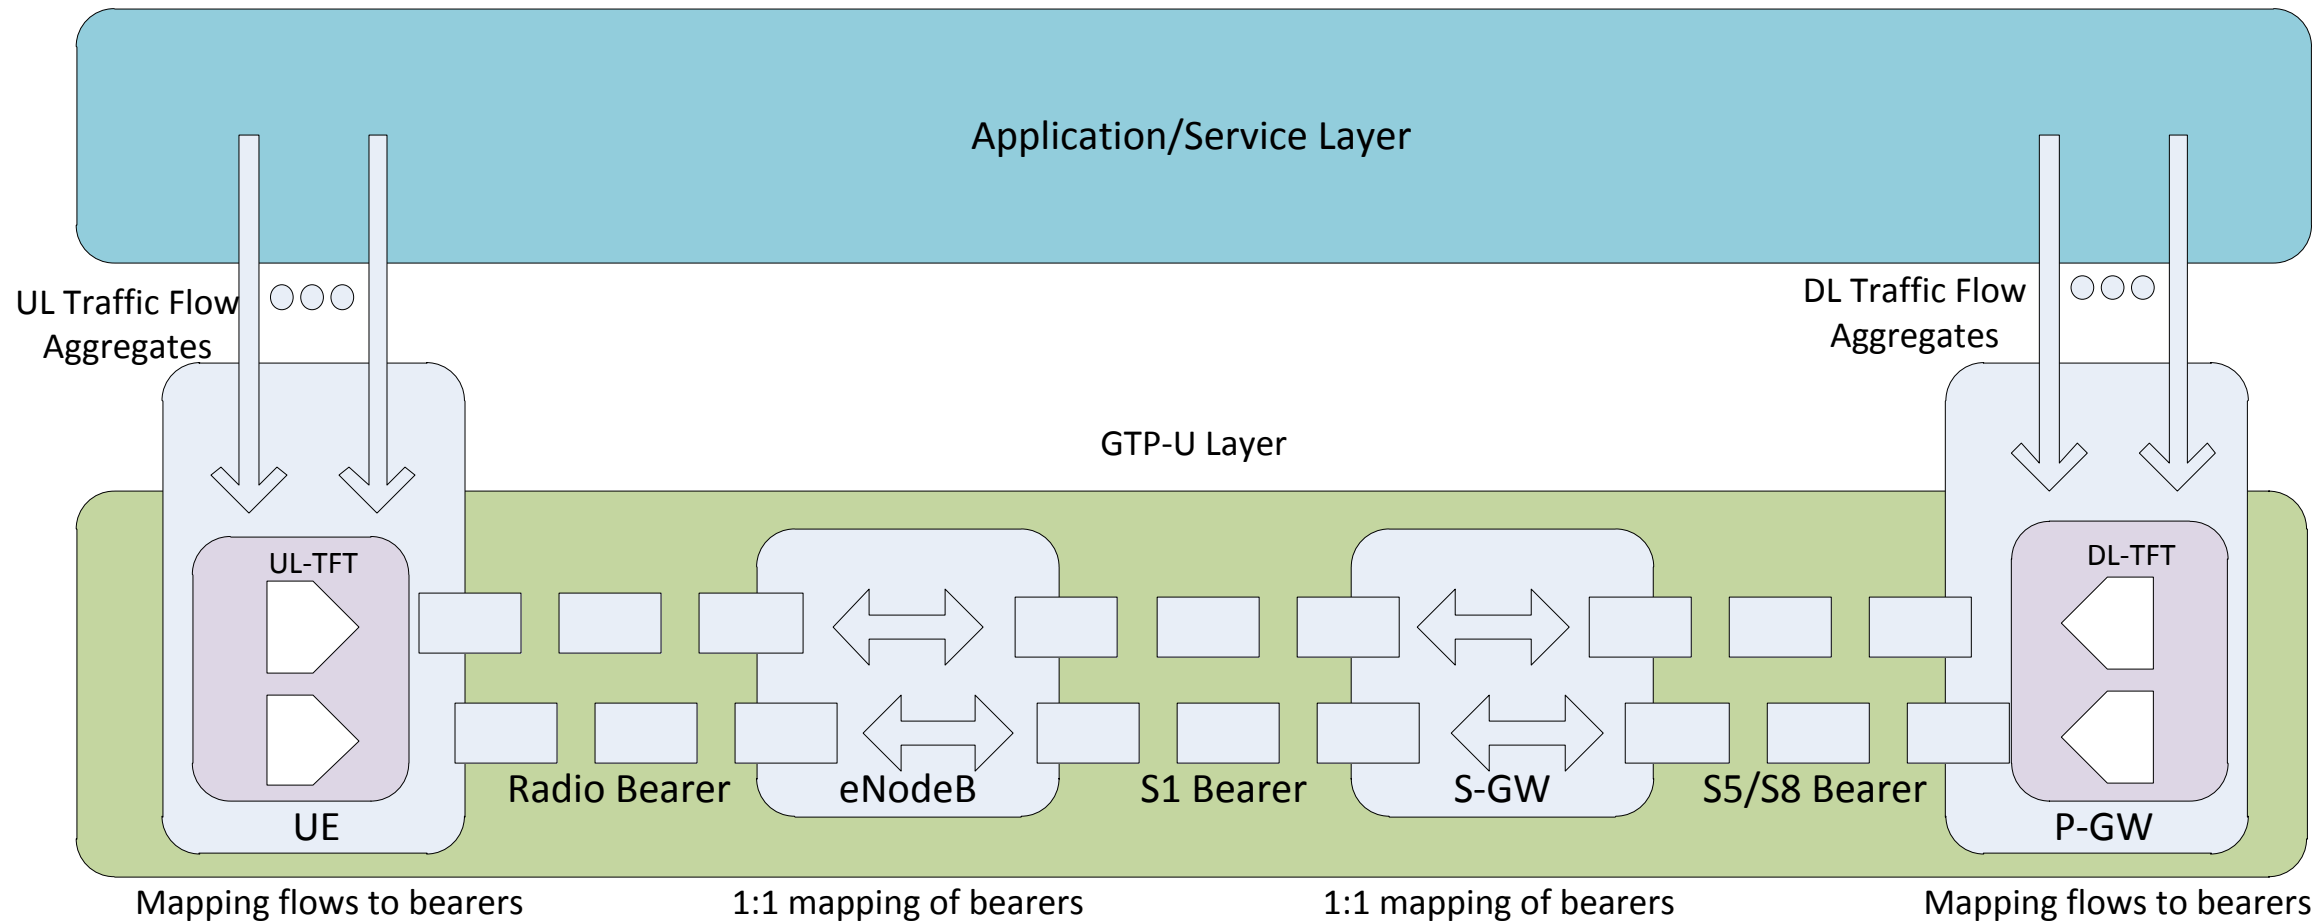 Application/Service Layer
UL Traffic Flow
Aggregates
DL Traffic Flow
Aggregates
GTP-U Layer
UL-TFT
DL-TFT
Radio Bearer
eNodeB
S1 Bearer
S-GW
S5/S8 Bearer
UE
P-GW
Mapping flows to bearers
1:1 mapping of bearers
1:1 mapping of bearers
Mapping flows to bearers